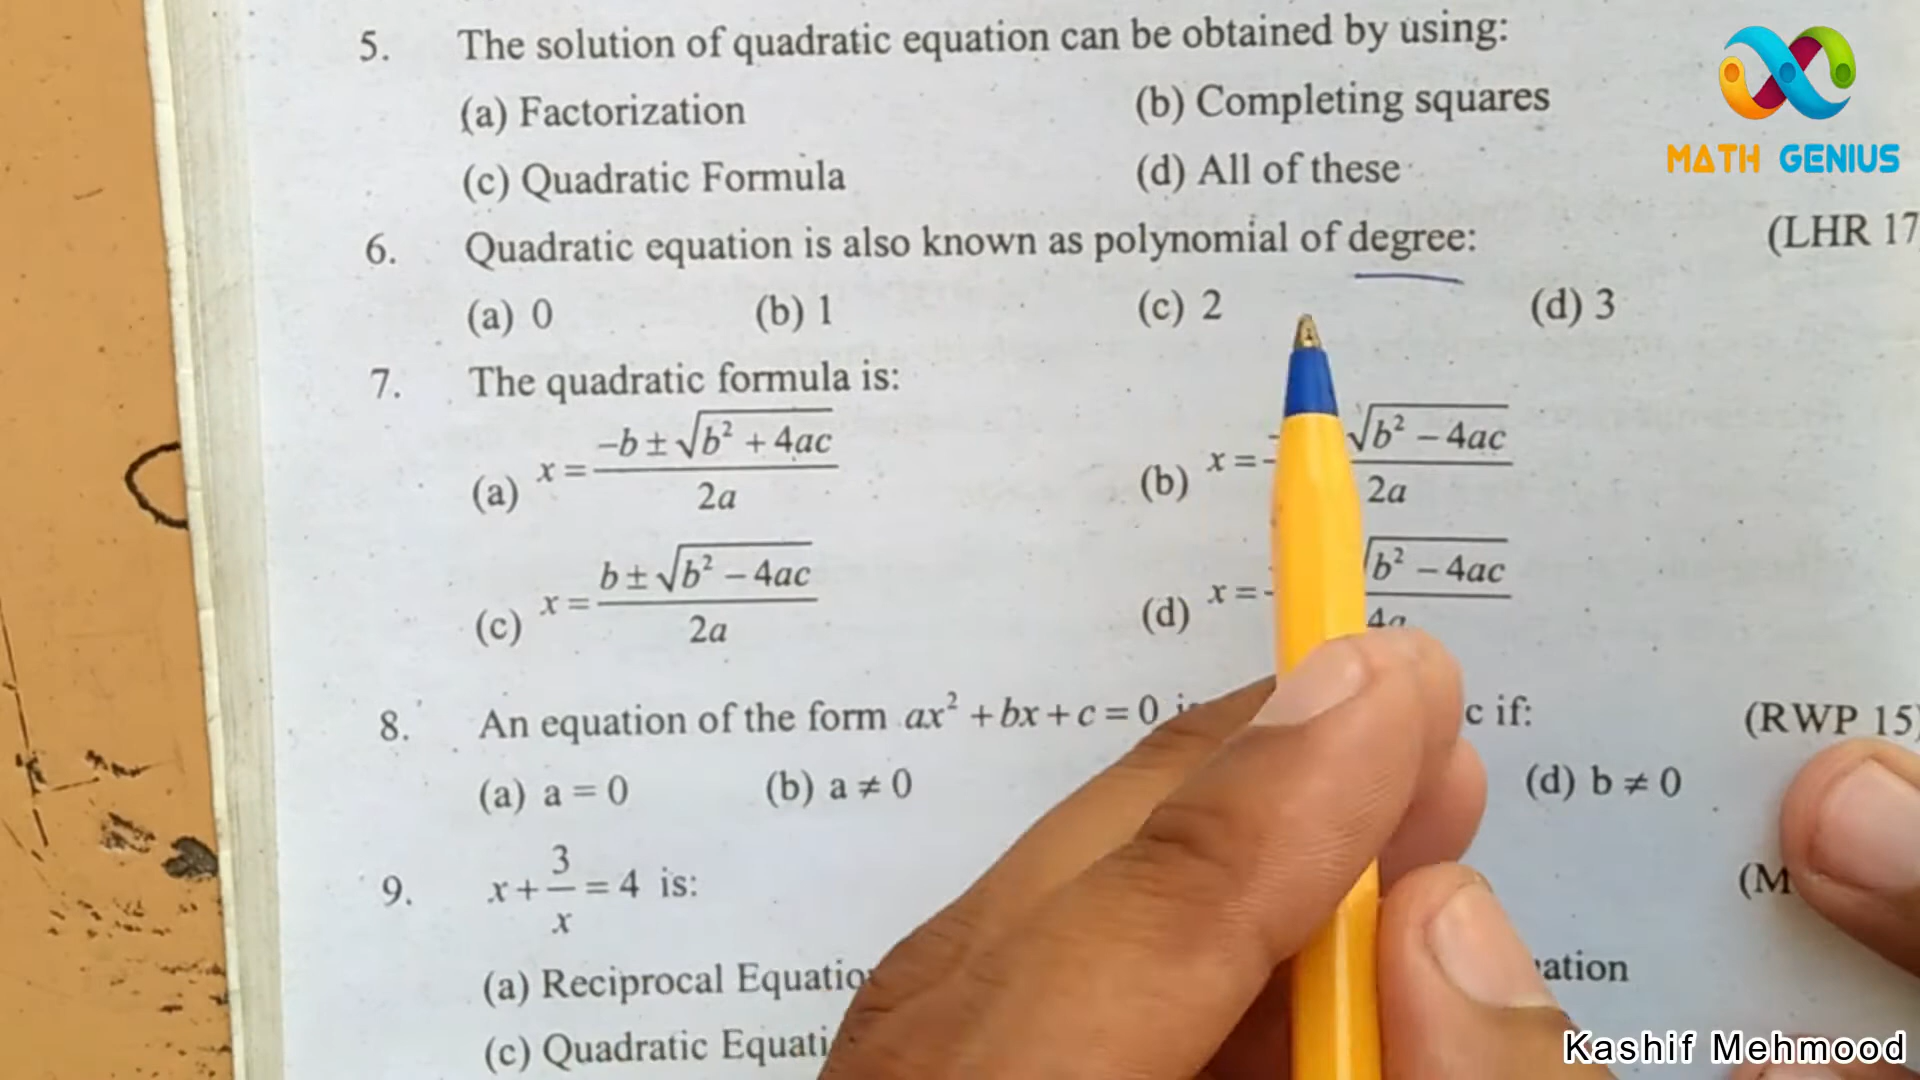 5. The solution of quadratic equation can be obtained by using:
(a) Factorization (b) Completing squares
(c) Quadratic Formula (d) All of these
6. Quadratic equation is also known as polynomial of degree: (LHR 17
(a) 0 (b) 1 (c) 2 (d) 3
7. The quadratic formula is:
(a) x = (-b ± √(b² + 4ac)) / 2a (b) x = √(b² - 4ac) / 2a
(c) x = (b ± √(b² - 4ac)) / 2a (d) x = √(b² - 4ac) / 4a
8. An equation of the form ax² + bx + c = 0 c if: (RWP 15)
(a) a = 0 (b) a ≠ 0 (d) b ≠ 0
9. x + 3/x = 4 is: (M
(a) Reciprocal Equatio ation
(c) Quadratic Equati
MATH GENIUS
Kashif Mehmood